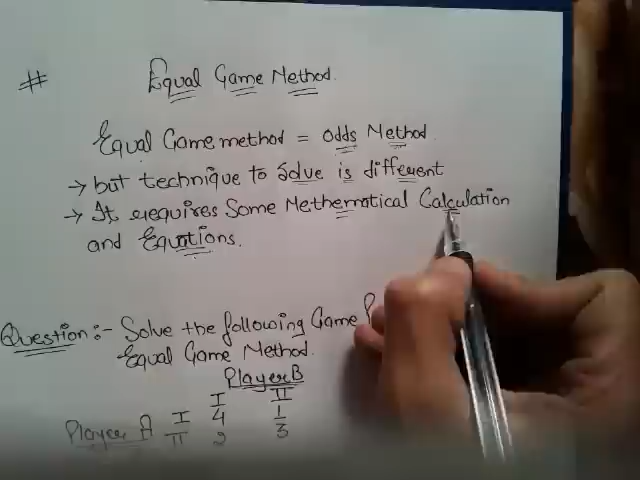 # Equal Game Method.
Equal Game method = odds Method.
→ but technique to Solve is different
→ It requires Some Methematical Calculation
and Equations.
Question:- Solve the following Game
Equal Game Method.
Player B
I II
Player A I 4 1
II 2 3